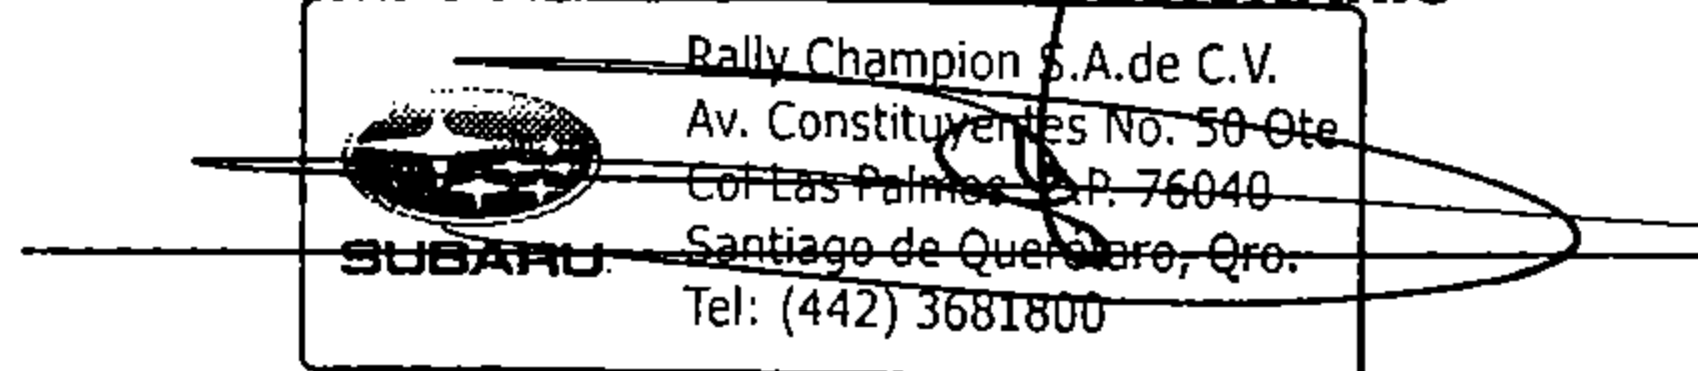 Rally Champion S.A.de C.V.
Av. Constituyentes No. 50 Ote
Col Las Palmas C.P. 76040
SUBARU
Santiago de Querétaro, Qro.
Tel: (442) 3681800